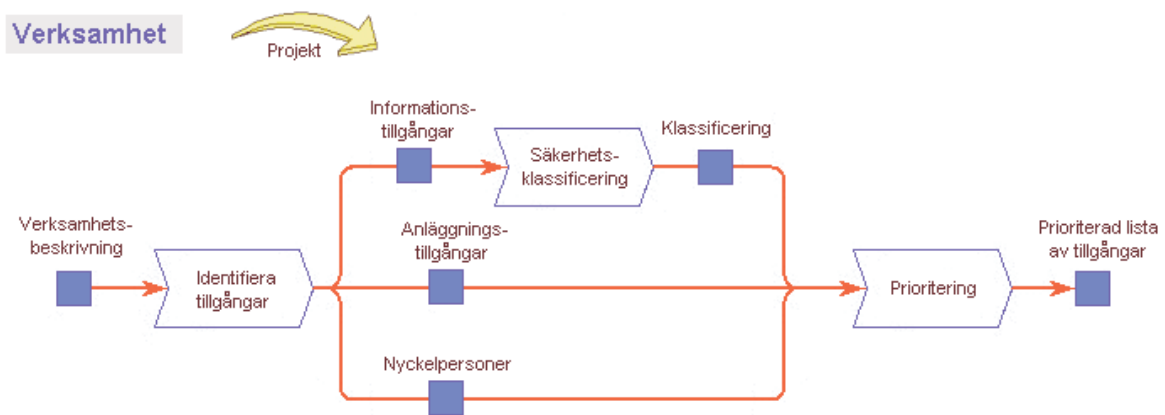 Verksamhet
Projekt
Informations-
tillgångar
Säkerhets-
klassificering
Klassificering
Verksamhets-
beskrivning
Identifiera
tillgångar
Anläggnings-
tillgångar
Prioritering
Prioriterad lista
av tillgångar
Nyckelpersoner